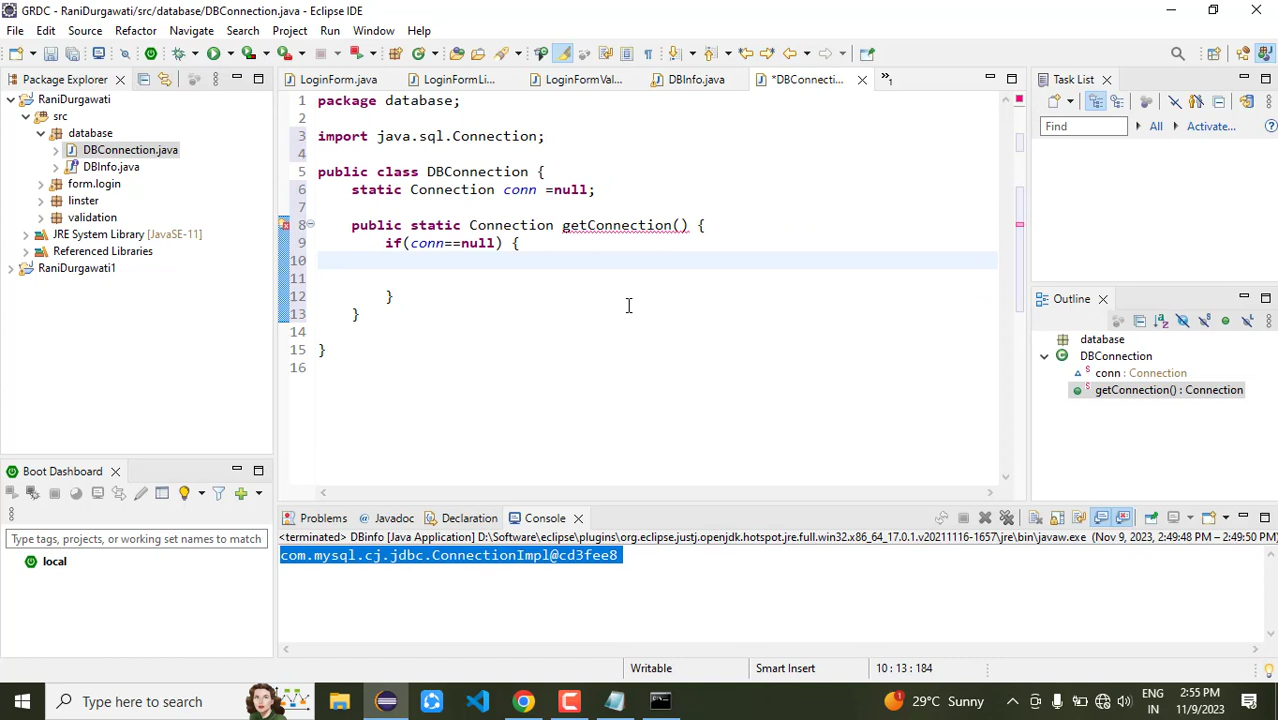 GRDC - RaniDurgawati/src/database/DBConnection.java - Eclipse IDE
File Edit Source Refactor Navigate Search Project Run Window Help
Package Explorer
RaniDurgawati
src
database
DBConnection.java
DBInfo.java
form.login
linster
validation
JRE System Library [JavaSE-11]
Referenced Libraries
RaniDurgawati1
LoginForm.java LoginFormLi... LoginFormVal... DBInfo.java *DBConnecti... »1
1 package database;
2
3 import java.sql.Connection;
4
5 public class DBConnection {
6 static Connection conn =null;
7
8 public static Connection getConnection() {
9 if(conn==null) {
10
11
12 }
13 }
14
15 }
16
Task List
Find All Activate...
Outline
database
DBConnection
conn : Connection
getConnection() : Connection
Boot Dashboard
Type tags, projects, or working set names to match
local
Problems Javadoc Declaration Console
<terminated> DBinfo [Java Application] D:\Software\eclipse\plugins\org.eclipse.justj.openjdk.hotspot.jre.full.win32.x86_64_17.0.1.v20211116-1657\jre\bin\javaw.exe (Nov 9, 2023, 2:49:48 PM – 2:49:50 PM)
com.mysql.cj.jdbc.ConnectionImpl@cd3fee8
Writable Smart Insert 10 : 13 : 184
Type here to search
29°C Sunny
ENG
IN
2:55 PM
11/9/2023